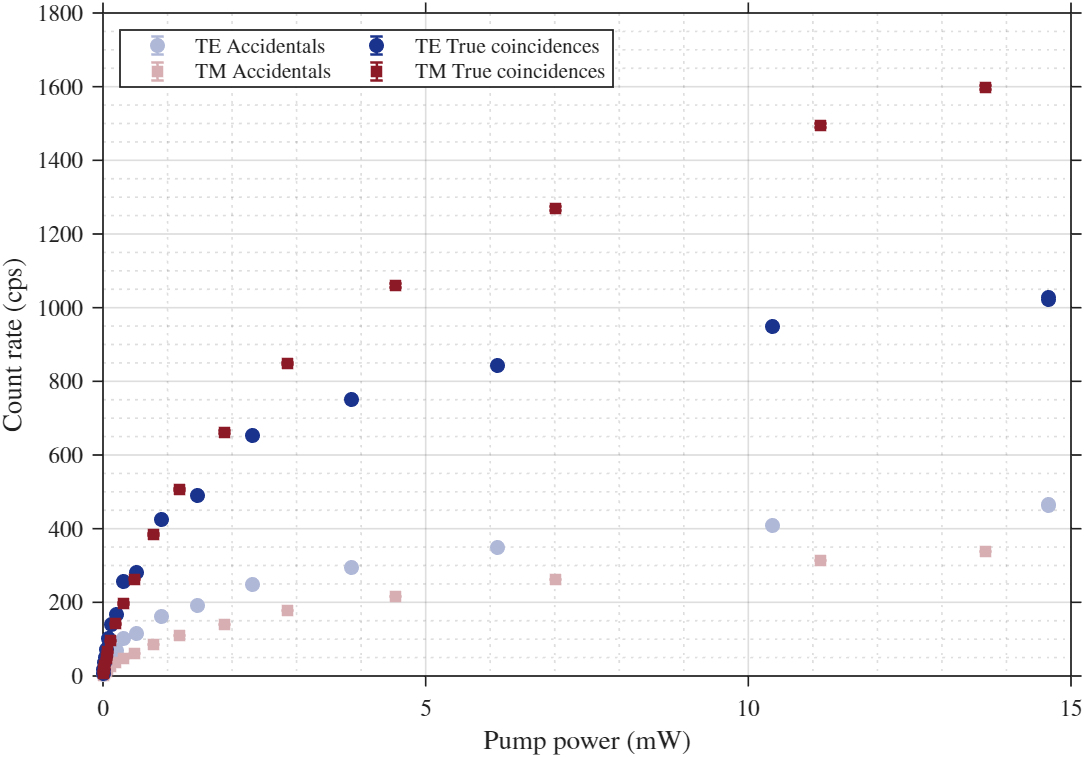 1800
1600
1400
1200
1000
800
600
400
200
0
Count rate (cps)
TE Accidentals
TE True coincidences
TM Accidentals
TM True coincidences
0
5
10
15
Pump power (mW)